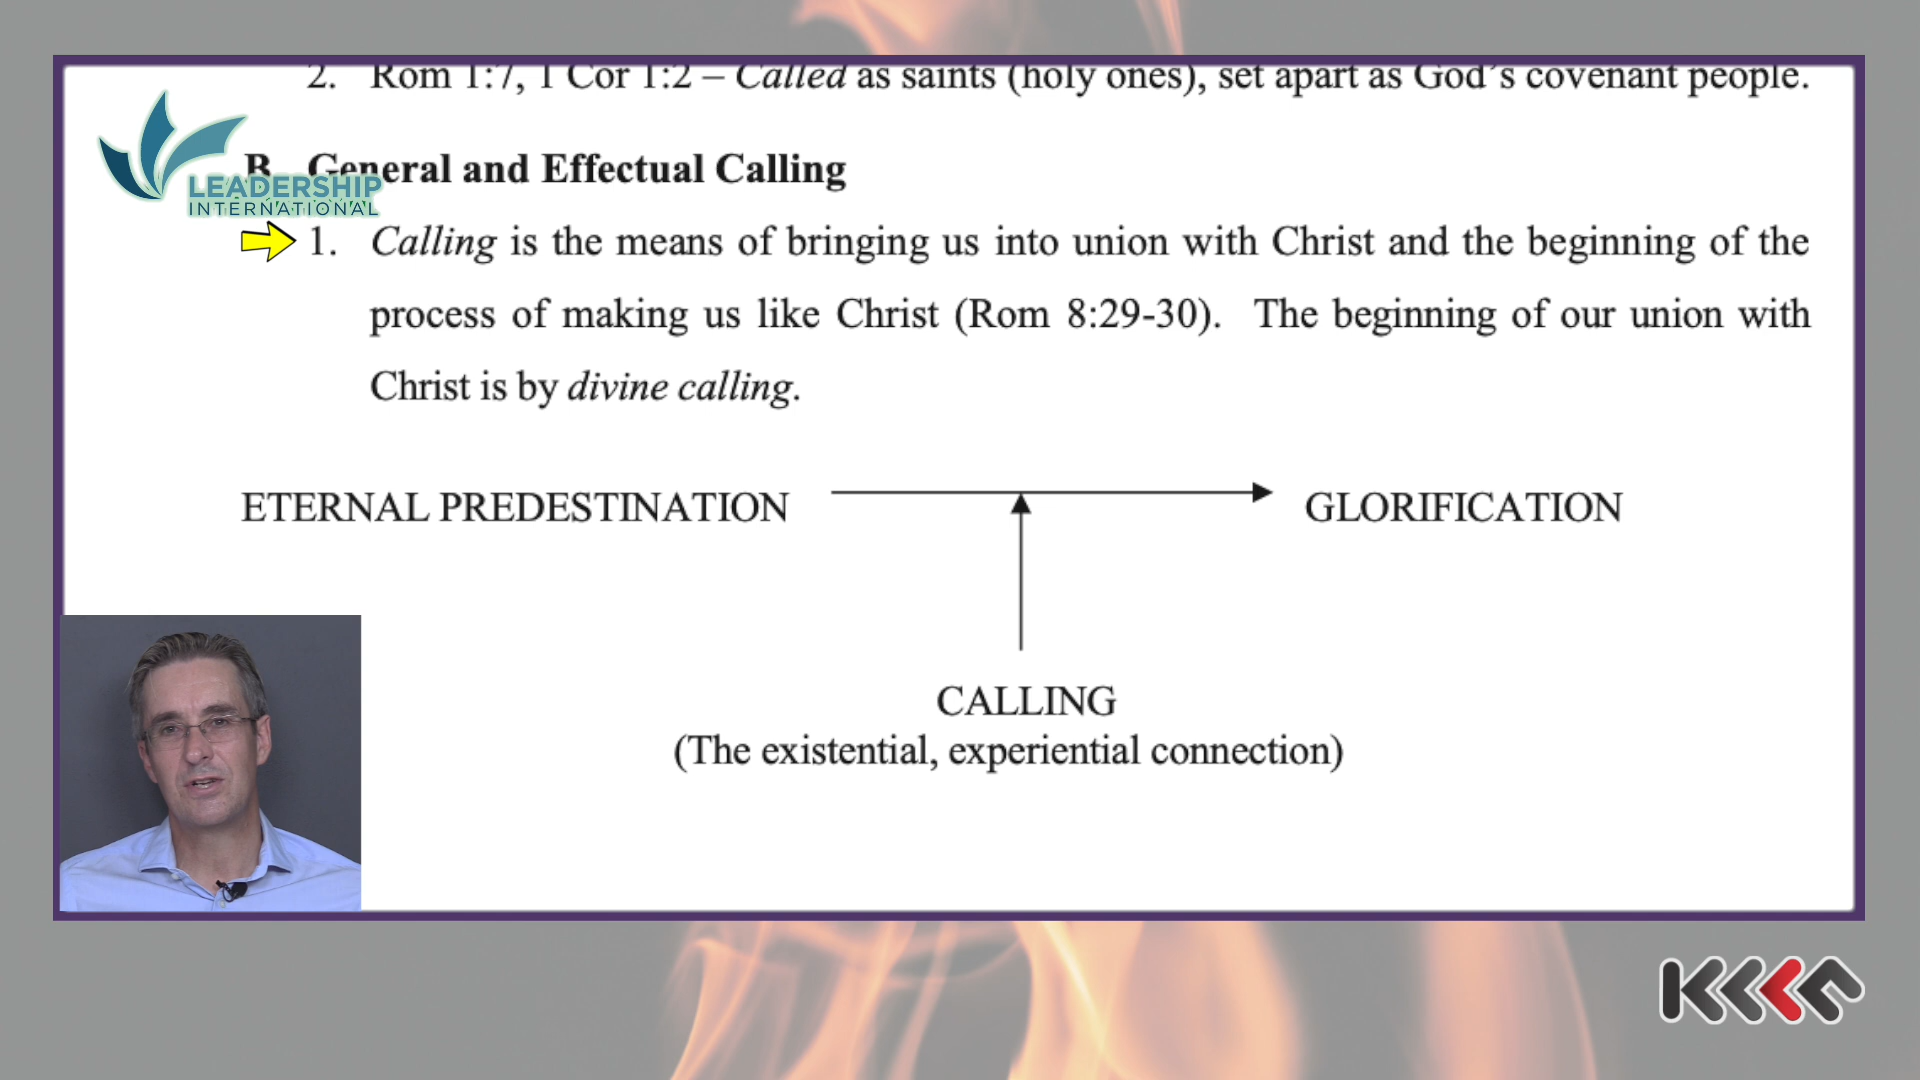 2. Rom 1:7, 1 Cor 1:2 – Called as saints (holy ones), set apart as God's covenant people.
B. General and Effectual Calling
LEADERSHIP
INTERNATIONAL
1. Calling is the means of bringing us into union with Christ and the beginning of the
process of making us like Christ (Rom 8:29-30). The beginning of our union with
Christ is by divine calling.
ETERNAL PREDESTINATION GLORIFICATION
CALLING
(The existential, experiential connection)